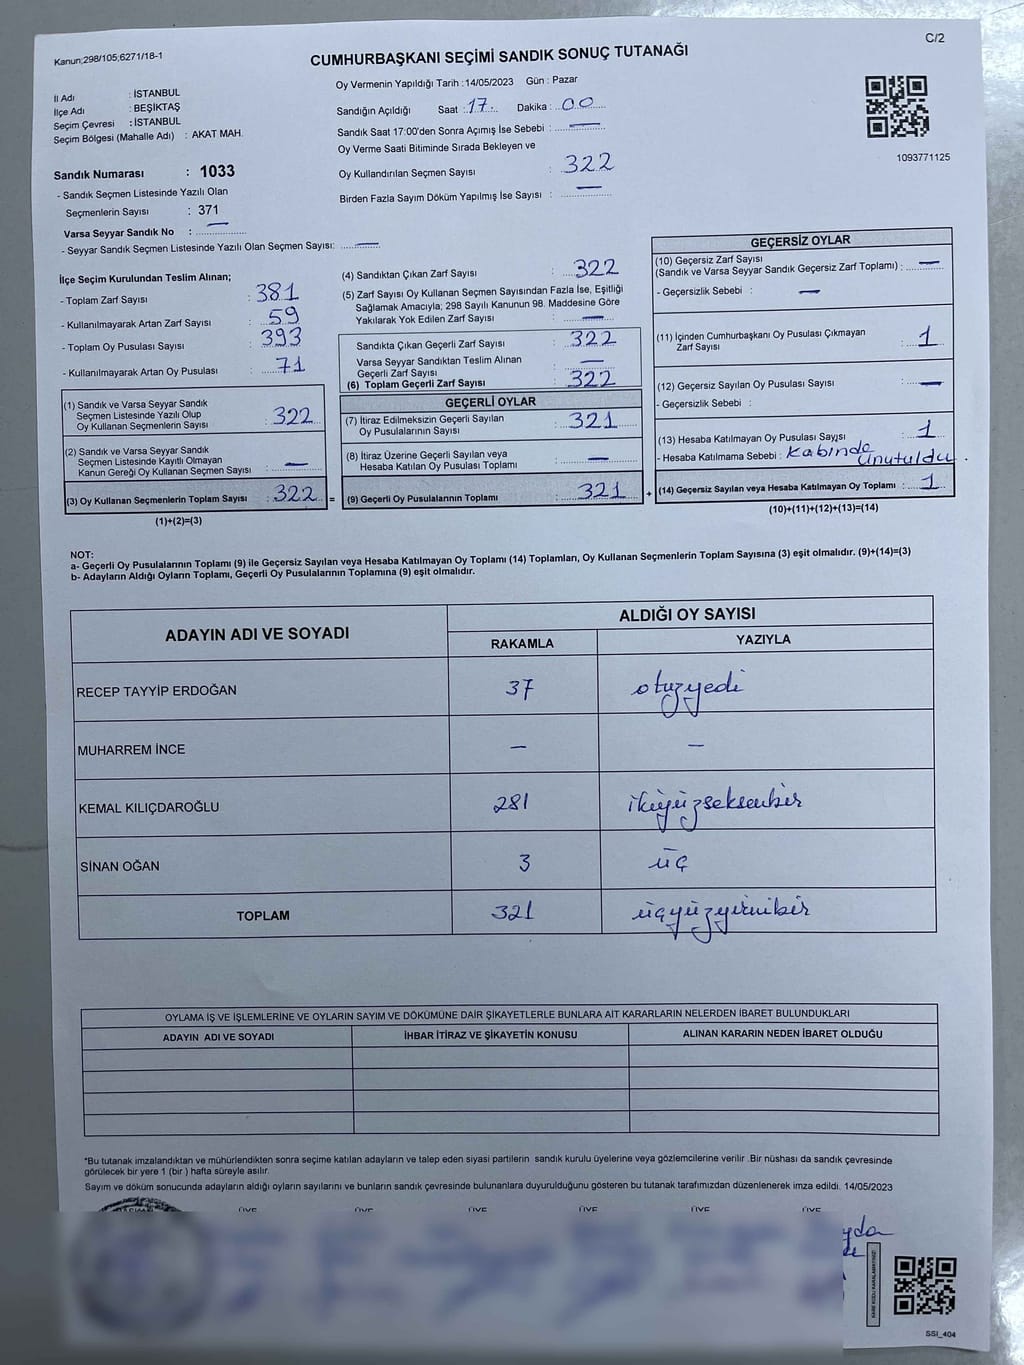 Kanun;298/105;6271/18-1
C/2
CUMHURBAŞKANI SEÇİMİ SANDIK SONUÇ TUTANAĞI
İl Adı : İSTANBUL
İlçe Adı : BEŞİKTAŞ
Seçim Çevresi : İSTANBUL
Seçim Bölgesi (Mahalle Adı) : AKAT MAH.
Sandık Numarası : 1033
- Sandık Seçmen Listesinde Yazılı Olan
Seçmenlerin Sayısı : 371
Varsa Seyyar Sandık No : —
- Seyyar Sandık Seçmen Listesinde Yazılı Olan Seçmen Sayısı: —
Oy Vermenin Yapıldığı Tarih :14/05/2023 Gün : Pazar
Sandığın Açıldığı Saat :17. Dakika : 00
Sandık Saat 17:00'den Sonra Açımış İse Sebebi : —
Oy Verme Saati Bitiminde Sırada Bekleyen ve
Oy Kullandırılan Seçmen Sayısı : 322
Birden Fazla Sayım Döküm Yapılmış İse Sayısı : —
1093771125
İlçe Seçim Kurulundan Teslim Alınan;
- Toplam Zarf Sayısı : 381
- Kullanılmayarak Artan Zarf Sayısı : 59
- Toplam Oy Pusulası Sayısı : 393
- Kullanılmayarak Artan Oy Pusulası : 71
(1) Sandık ve Varsa Seyyar Sandık
Seçmen Listesinde Yazılı Olup
Oy Kullanan Seçmenlerin Sayısı : 322
(2) Sandık ve Varsa Seyyar Sandık
Seçmen Listesinde Kayıtlı Olmayan
Kanun Gereği Oy Kullanan Seçmen Sayısı : —
(3) Oy Kullanan Seçmenlerin Toplam Sayısı : 322 =
(1)+(2)=(3)
(4) Sandıktan Çıkan Zarf Sayısı : 322
(5) Zarf Sayısı Oy Kullanan Seçmen Sayısından Fazla İse, Eşitliği
Sağlamak Amacıyla; 298 Sayılı Kanunun 98. Maddesine Göre
Yakılarak Yok Edilen Zarf Sayısı : —
Sandıkta Çıkan Geçerli Zarf Sayısı : 322
Varsa Seyyar Sandıktan Teslim Alınan
Geçerli Zarf Sayısı : —
(6) Toplam Geçerli Zarf Sayısı : 322
GEÇERLİ OYLAR
(7) İtiraz Edilmeksizin Geçerli Sayılan
Oy Pusulalarının Sayısı : 321
(8) İtiraz Üzerine Geçerli Sayılan veya
Hesaba Katılan Oy Pusulası Toplamı : —
(9) Geçerli Oy Pusulalarının Toplamı : 321 +
GEÇERSİZ OYLAR
(10) Geçersiz Zarf Sayısı
(Sandık ve Varsa Seyyar Sandık Geçersiz Zarf Toplamı) : —
- Geçersizlik Sebebi : —
(11) İçinden Cumhurbaşkanı Oy Pusulası Çıkmayan
Zarf Sayısı : 1
(12) Geçersiz Sayılan Oy Pusulası Sayısı : —
- Geçersizlik Sebebi :
(13) Hesaba Katılmayan Oy Pusulası Sayısı : 1
- Hesaba Katılmama Sebebi : Kabinde
Unutuldu.
(14) Geçersiz Sayılan veya Hesaba Katılmayan Oy Toplamı : 1
(10)+(11)+(12)+(13)=(14)
NOT:
a- Geçerli Oy Pusulalarının Toplamı (9) ile Geçersiz Sayılan veya Hesaba Katılmayan Oy Toplamı (14) Toplamları, Oy Kullanan Seçmenlerin Toplam Sayısına (3) eşit olmalıdır. (9)+(14)=(3)
b- Adayların Aldığı Oyların Toplamı, Geçerli Oy Pusulalarının Toplamına (9) eşit olmalıdır.
ADAYIN ADI VE SOYADI
ALDIĞI OY SAYISI
RAKAMLA YAZIYLA
RECEP TAYYİP ERDOĞAN 37 otuzyedi
MUHARREM İNCE — —
KEMAL KILIÇDAROĞLU 281 ikiyüzseksenbir
SİNAN OĞAN 3 üç
TOPLAM 321 üçyüzyirmibir
OYLAMA İŞ VE İŞLEMLERİNE VE OYLARIN SAYIM VE DÖKÜMÜNE DAİR ŞİKAYETLERLE BUNLARA AİT KARARLARIN NELERDEN İBARET BULUNDUKLARI
ADAYIN ADI VE SOYADI İHBAR İTİRAZ VE ŞİKAYETİN KONUSU ALINAN KARARIN NEDEN İBARET OLDUĞU
*Bu tutanak imzalandıktan ve mühürlendikten sonra seçime katılan adayların ve talep eden siyasi partilerin sandık kurulu üyelerine veya gözlemcilerine verilir .Bir nüshası da sandık çevresinde
görülecek bir yere 1 (bir ) hafta süreyle asılır.
Sayım ve döküm sonucunda adayların aldığı oyların sayılarını ve bunların sandık çevresinde bulunanlara duyurulduğunu gösteren bu tutanak tarafımızdan düzenlenerek imza edildi. 14/05/2023
ÜYE ÜYE ÜYE ÜYE ÜYE ÜYE
KARE KODU KARALAMAYINIZ!
SSI_404